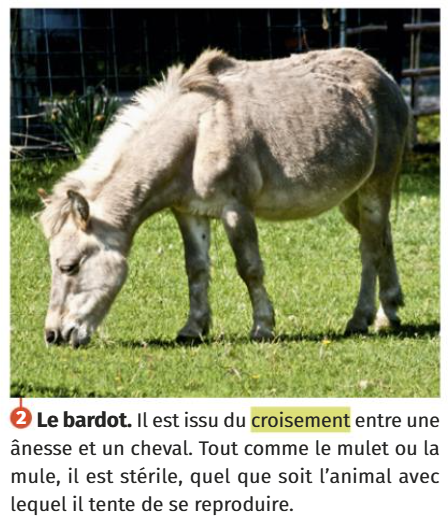 2 Le bardot. Il est issu du croisement entre une
ânesse et un cheval. Tout comme le mulet ou la
mule, il est stérile, quel que soit l'animal avec
lequel il tente de se reproduire.